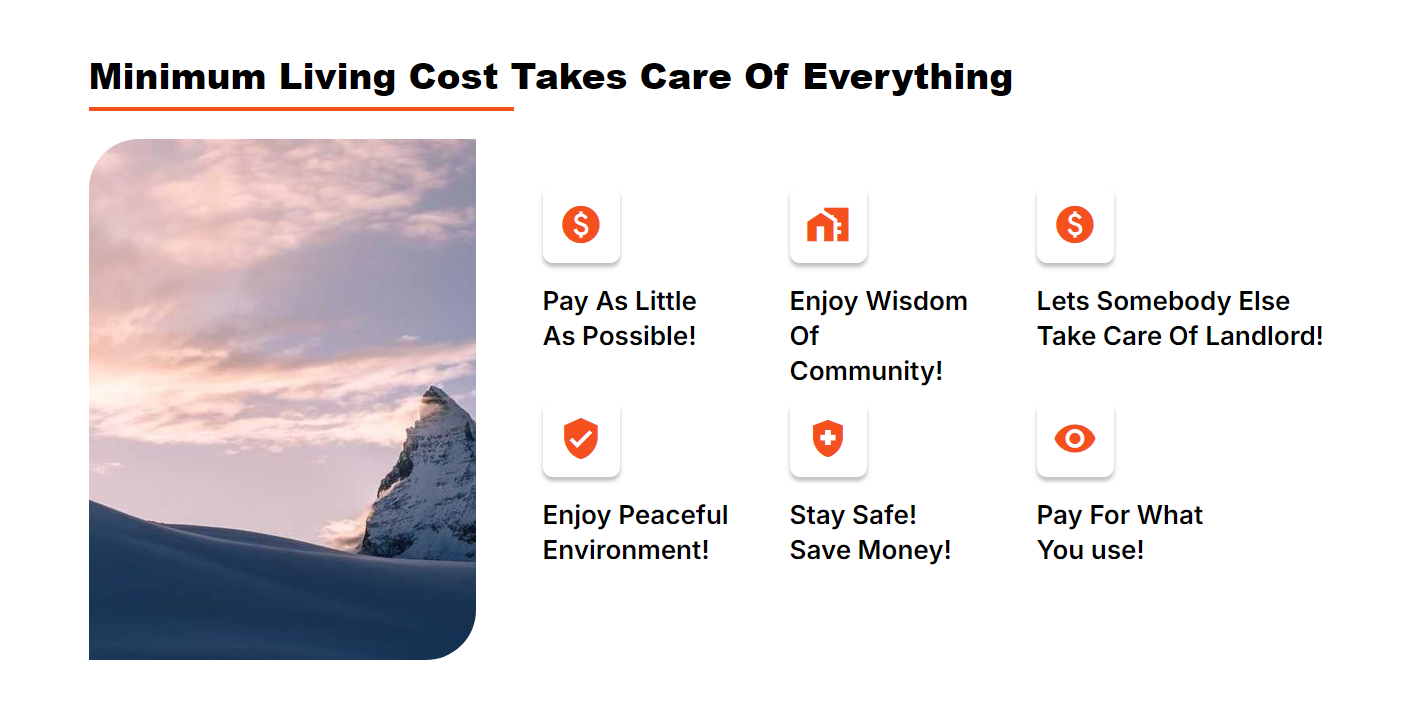 Minimum Living Cost Takes Care Of Everything
Pay As Little
As Possible!
Enjoy Wisdom
Of
Community!
Lets Somebody Else
Take Care Of Landlord!
Enjoy Peaceful
Environment!
Stay Safe!
Save Money!
Pay For What
You use!